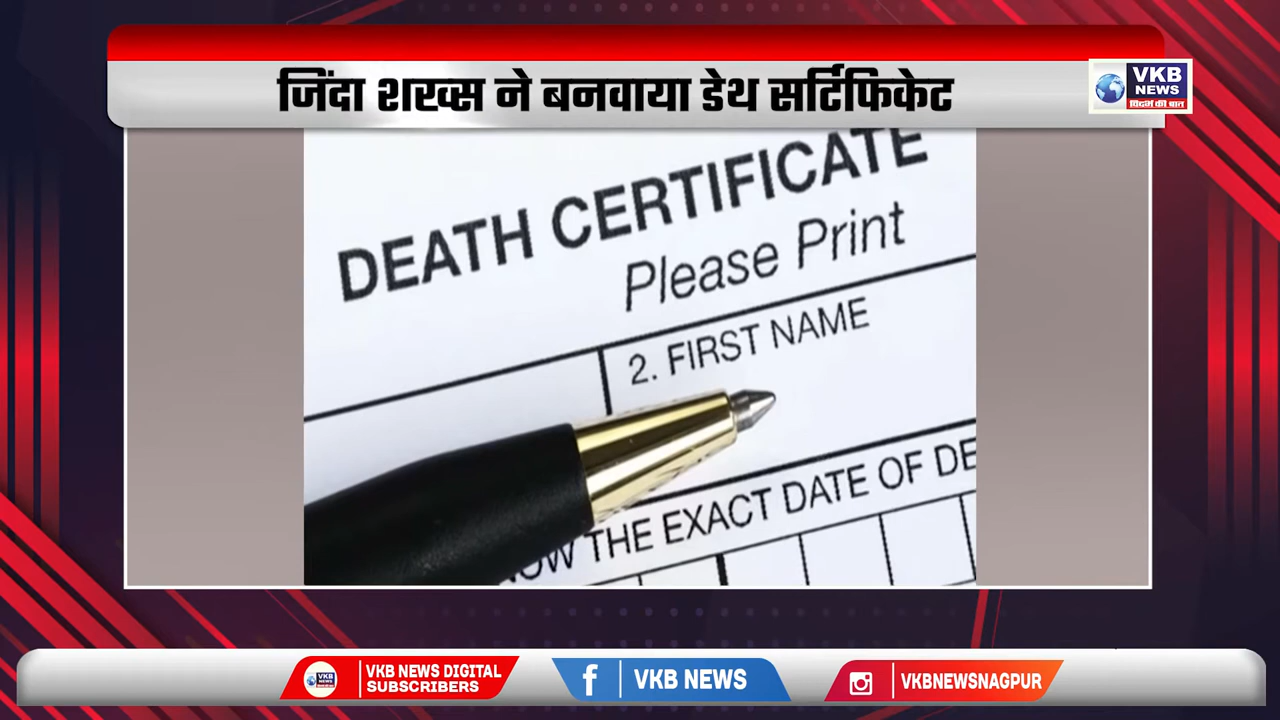 जिंदा शख्स ने बनवाया डेथ सर्टिफिकेट
VKB
NEWS
विदर्भ की बात
DEATH CERTIFICATE
Please Print
2. FIRST NAME
THE EXACT DATE OF DE
VKB NEWS DIGITAL
SUBSCRIBERS
VKB NEWS
VKBNEWSNAGPUR